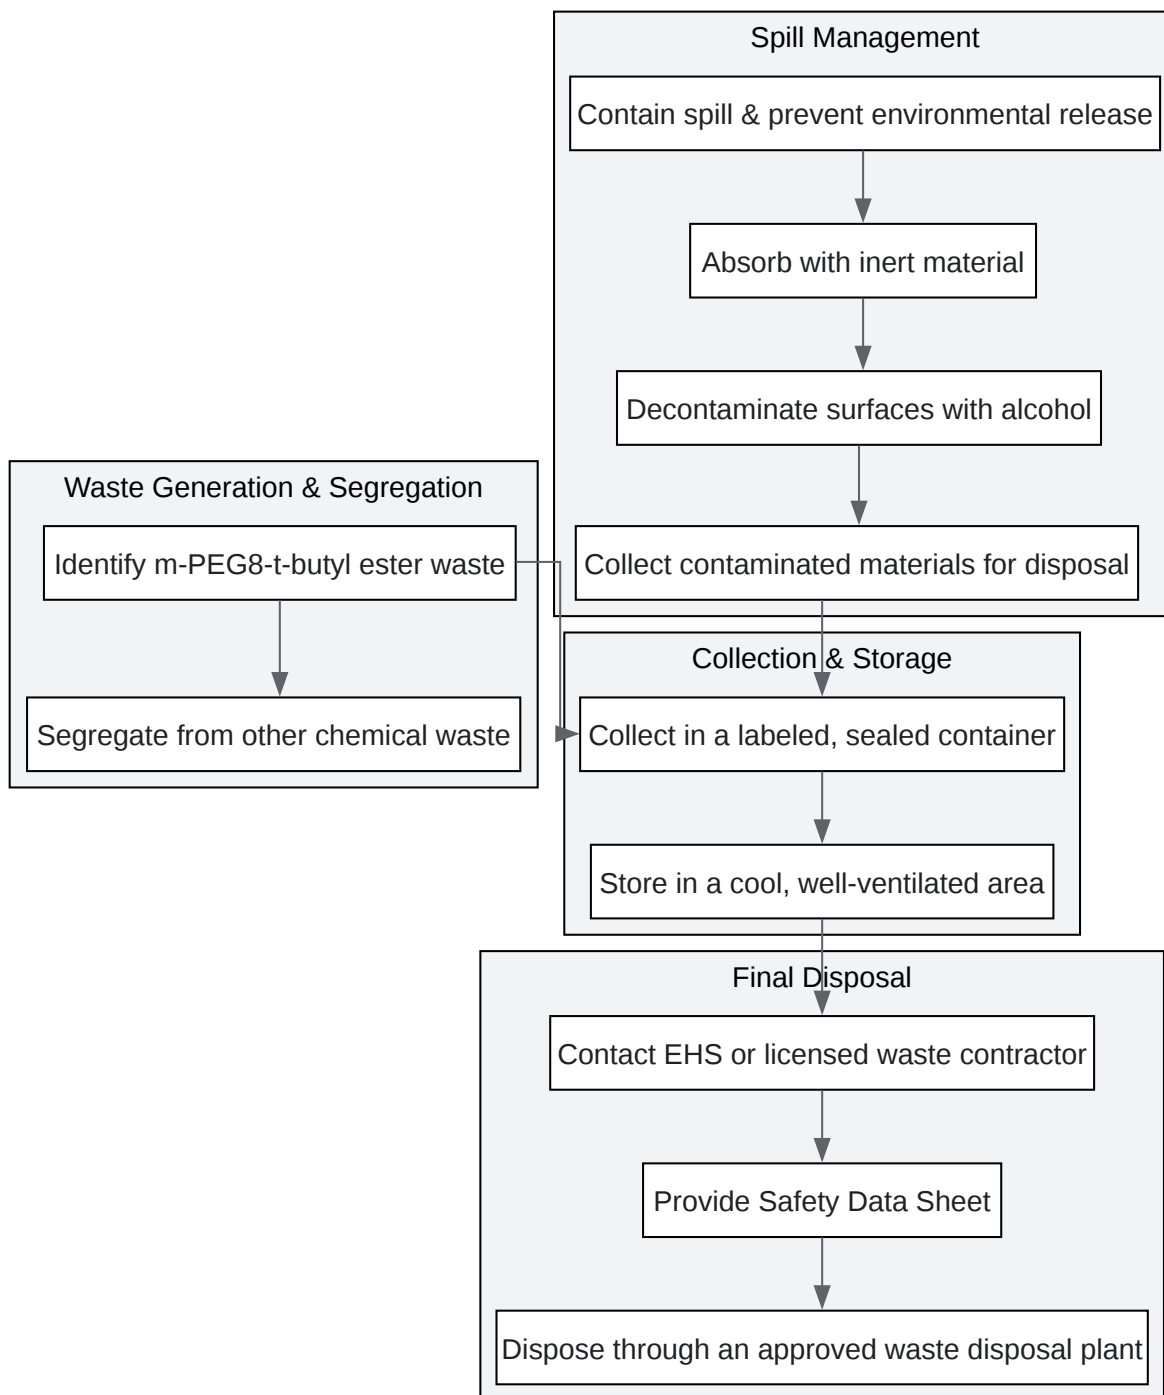 Spill Management
Contain spill & prevent environmental release
Absorb with inert material
Decontaminate surfaces with alcohol
Collect contaminated materials for disposal
Waste Generation & Segregation
Identify m-PEG8-t-butyl ester waste
Segregate from other chemical waste
Collection & Storage
Collect in a labeled, sealed container
Store in a cool, well-ventilated area
Final Disposal
Contact EHS or licensed waste contractor
Provide Safety Data Sheet
Dispose through an approved waste disposal plant